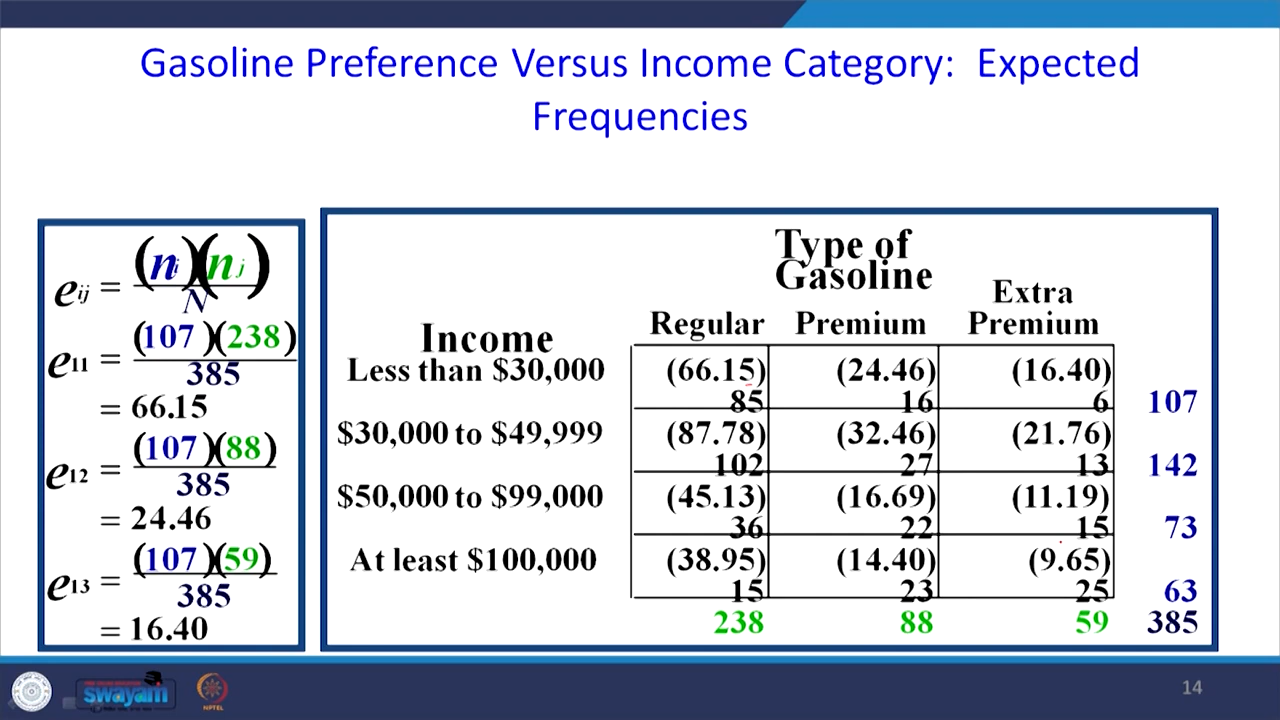 Gasoline Preference Versus Income Category: Expected
Frequencies
eij = (ni)(nj)
N
e11 = (107)(238)
385
= 66.15
e12 = (107)(88)
385
= 24.46
e13 = (107)(59)
385
= 16.40
Type of
Gasoline
Extra
Income Regular Premium Premium
Less than $30,000 (66.15) (24.46) (16.40)
85 16 6 107
$30,000 to $49,999 (87.78) (32.46) (21.76)
102 27 13 142
$50,000 to $99,000 (45.13) (16.69) (11.19)
36 22 15 73
At least $100,000 (38.95) (14.40) (9.65)
15 23 25 63
238 88 59 385
swayam
NPTEL
14